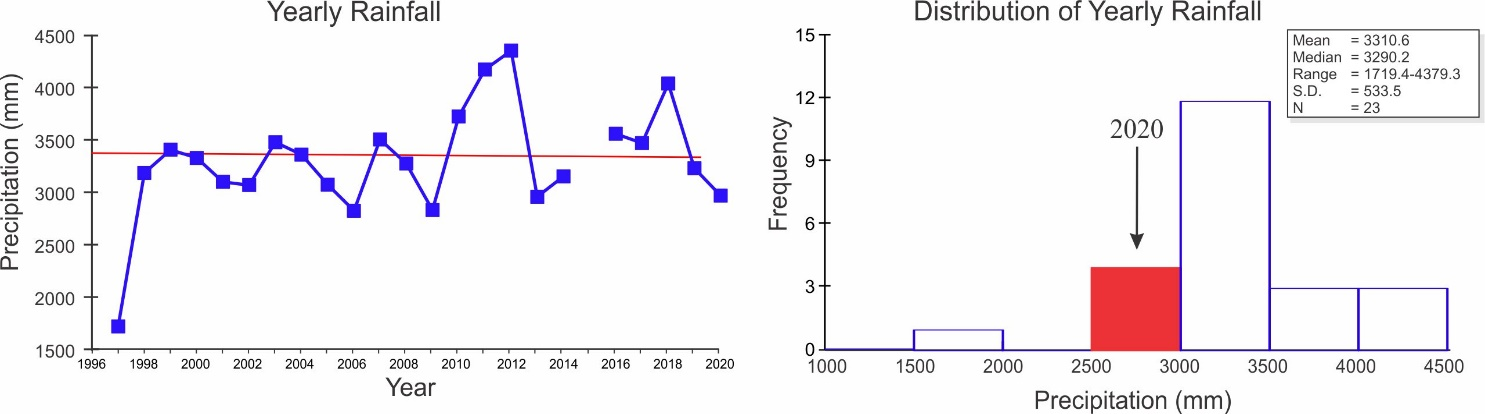 Yearly Rainfall
Precipitation (mm)
4500
4000
3500
3000
2500
2000
1500
1996 1998 2000 2002 2004 2006 2008 2010 2012 2014 2016 2018 2020
Year
Distribution of Yearly Rainfall
Mean = 3310.6
Median = 3290.2
Range = 1719.4-4379.3
S.D. = 533.5
N = 23
2020
Frequency
15
12
9
6
3
0
1000 1500 2000 2500 3000 3500 4000 4500
Precipitation (mm)